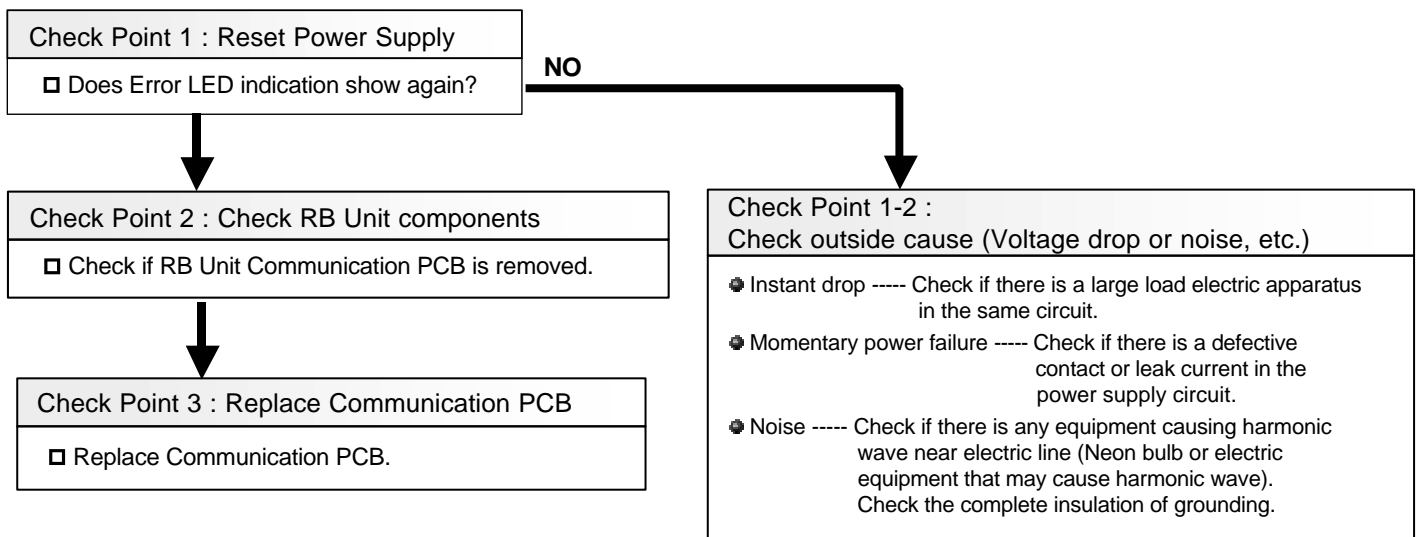 Check Point 1 : Reset Power Supply
Does Error LED indication show again?
NO
Check Point 2 : Check RB Unit components
Check if RB Unit Communication PCB is removed.
Check Point 3 : Replace Communication PCB
Replace Communication PCB.
Check Point 1-2 :
Check outside cause (Voltage drop or noise, etc.)
Instant drop ----- Check if there is a large load electric apparatus
in the same circuit.
Momentary power failure ----- Check if there is a defective
contact or leak current in the
power supply circuit.
Noise ----- Check if there is any equipment causing harmonic
wave near electric line (Neon bulb or electric
equipment that may cause harmonic wave).
Check the complete insulation of grounding.